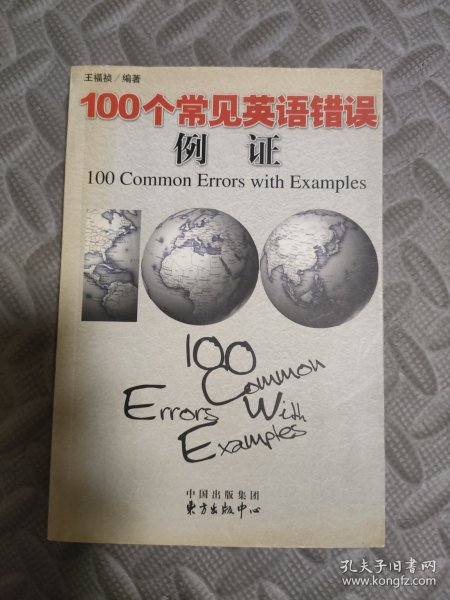 王福祯／编著
100个常见英语错误
例 证
100 Common Errors with Examples
100
Common
Errors With
Examples
中国出版集团
东方出版中心
孔夫子旧书网
www.kongfz.com